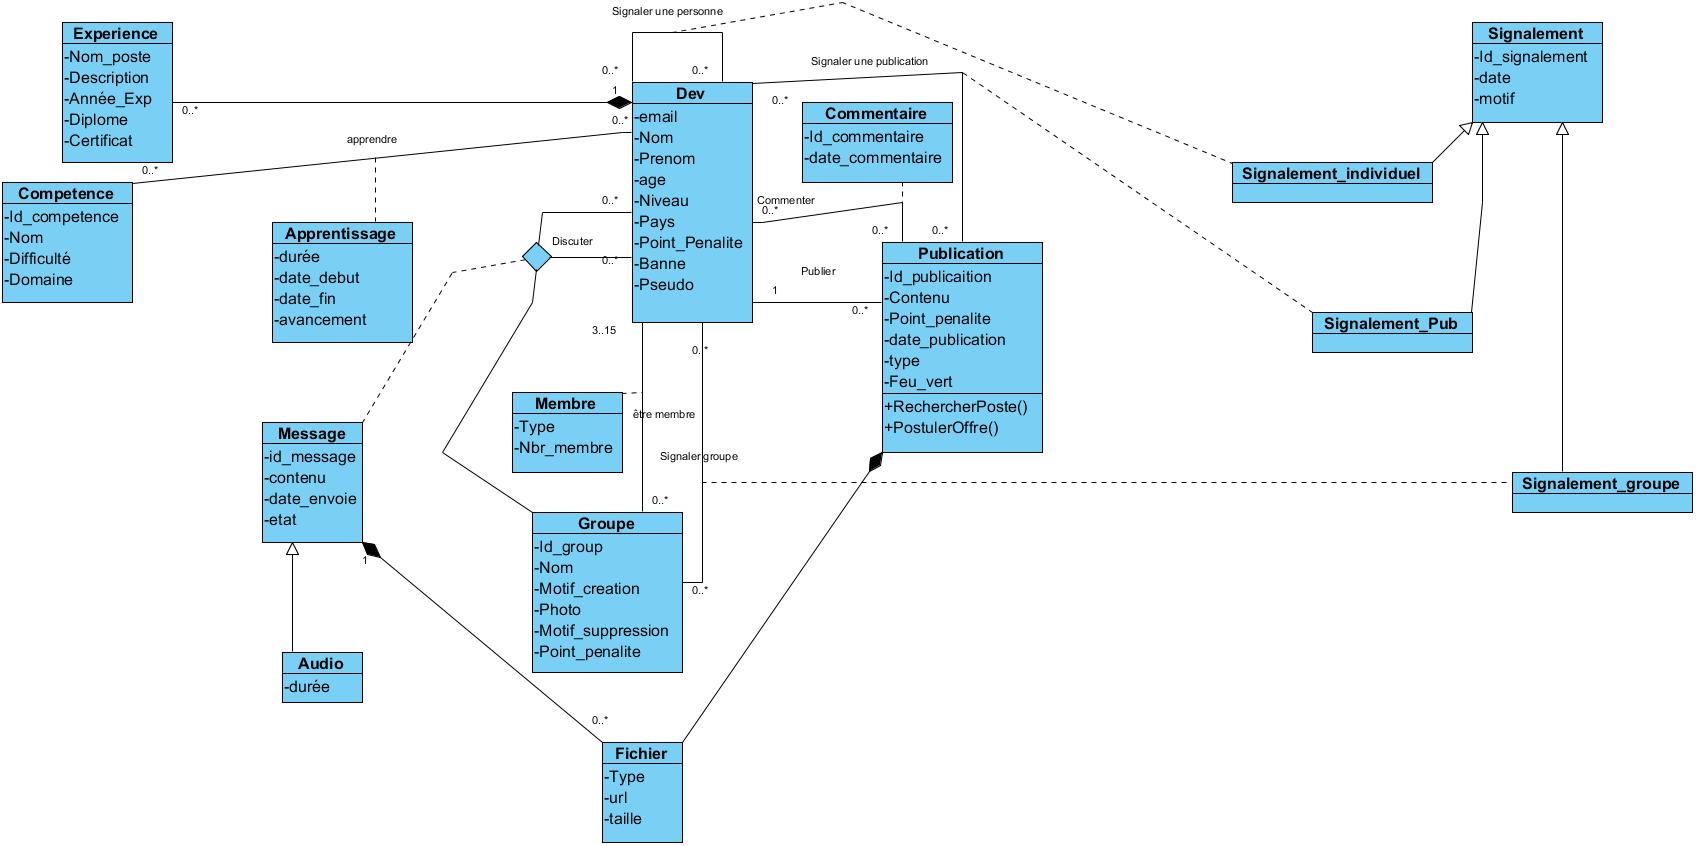 Signaler une personne
Experience
-Nom_poste
-Description
-Année_Exp
-Diplome
-Certificat
0..*
0..*
0..*
1
0..*
apprendre
0..*
Competence
-Id_competence
-Nom
-Difficulté
-Domaine
Apprentissage
-durée
-date_debut
-date_fin
-avancement
Dev
-email
-Nom
-Prenom
-age
-Niveau
-Pays
-Point_Penalite
-Banne
-Pseudo
Signaler une publication
0..*
Commentaire
-Id_commentaire
-date_commentaire
Commenter
0..*
0..*
0..*
0..*
Discuter
0..*
Publier
1
0..*
Publication
-Id_publicaition
-Contenu
-Point_penalite
-date_publication
-type
-Feu_vert
+RechercherPoste()
+PostulerOffre()
Signalement
-Id_signalement
-date
-motif
Signalement_individuel
Signalement_Pub
Signalement_groupe
3..15
0..*
Membre
-Type
-Nbr_membre
être membre
Signaler groupe
0..*
0..*
Message
-id_message
-contenu
-date_envoie
-etat
1
Groupe
-Id_group
-Nom
-Motif_creation
-Photo
-Motif_suppression
-Point_penalite
Audio
-durée
0..*
Fichier
-Type
-url
-taille